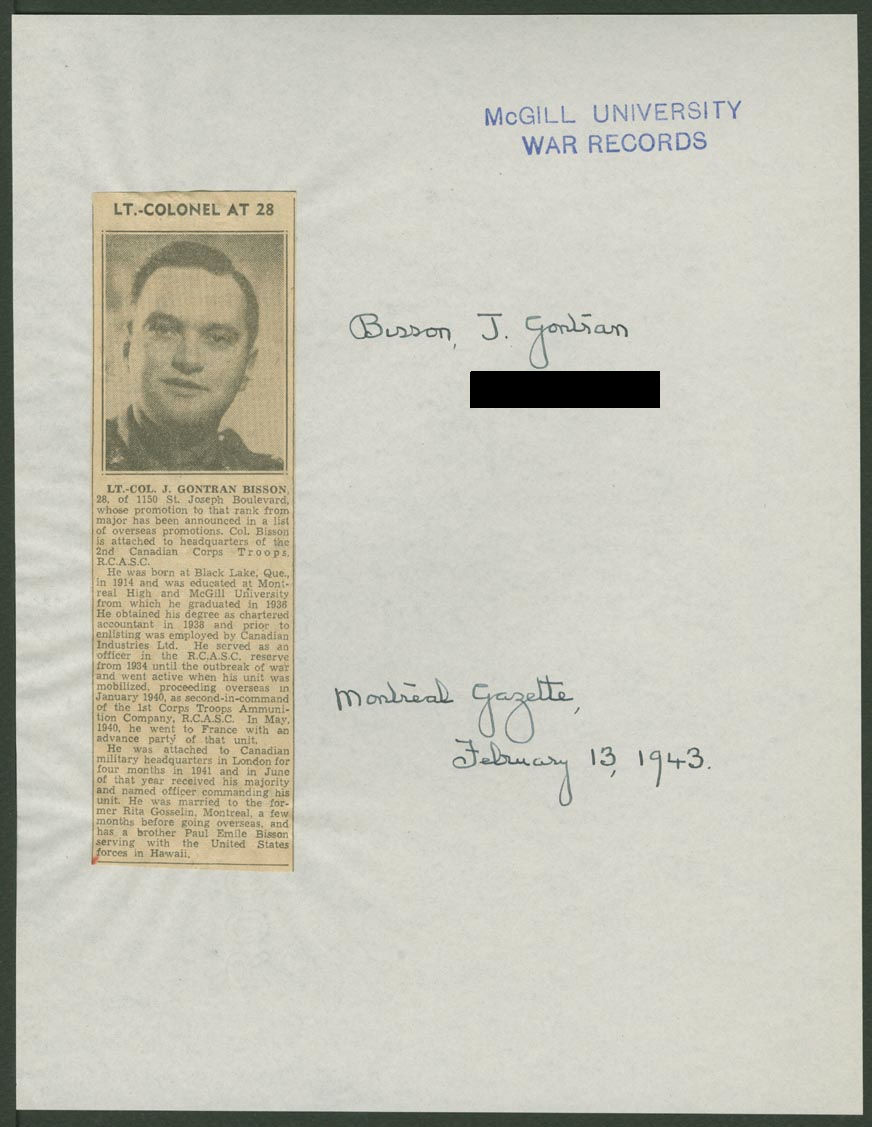 McGILL UNIVERSITY
WAR RECORDS
LT.-COLONEL AT 28
Bisson, J. Gontran
LT.-COL. J. GONTRAN BISSON,
28, of 1150 St. Joseph Boulevard,
whose promotion to that rank from
major has been announced in a list
of overseas promotions. Col. Bisson
is attached to headquarters of the
2nd Canadian Corps Troops,
R.C.A.S.C.
He was born at Black Lake, Que.,
in 1914 and was educated at Mont-
real High and McGill University
from which he graduated in 1936
He obtained his degree as chartered
accountant in 1938 and prior to
enlisting was employed by Canadian
Industries Ltd. He served as an
officer in the R.C.A.S.C. reserve
from 1934 until the outbreak of war
and went active when his unit was
mobilized, proceeding overseas in
January 1940, as second-in-command
of the 1st Corps Troops Ammuni-
tion Company, R.C.A.S.C. In May,
1940, he went to France with an
advance party of that unit.
He was attached to Canadian
military headquarters in London for
four months in 1941 and in June
of that year received his majority
and named officer commanding his
unit. He was married to the for-
mer Rita Gosselin, Montreal, a few
months before going overseas, and
has a brother Paul Emile Bisson
serving with the United States
forces in Hawaii.
Montreal Gazette,
February 13, 1943.